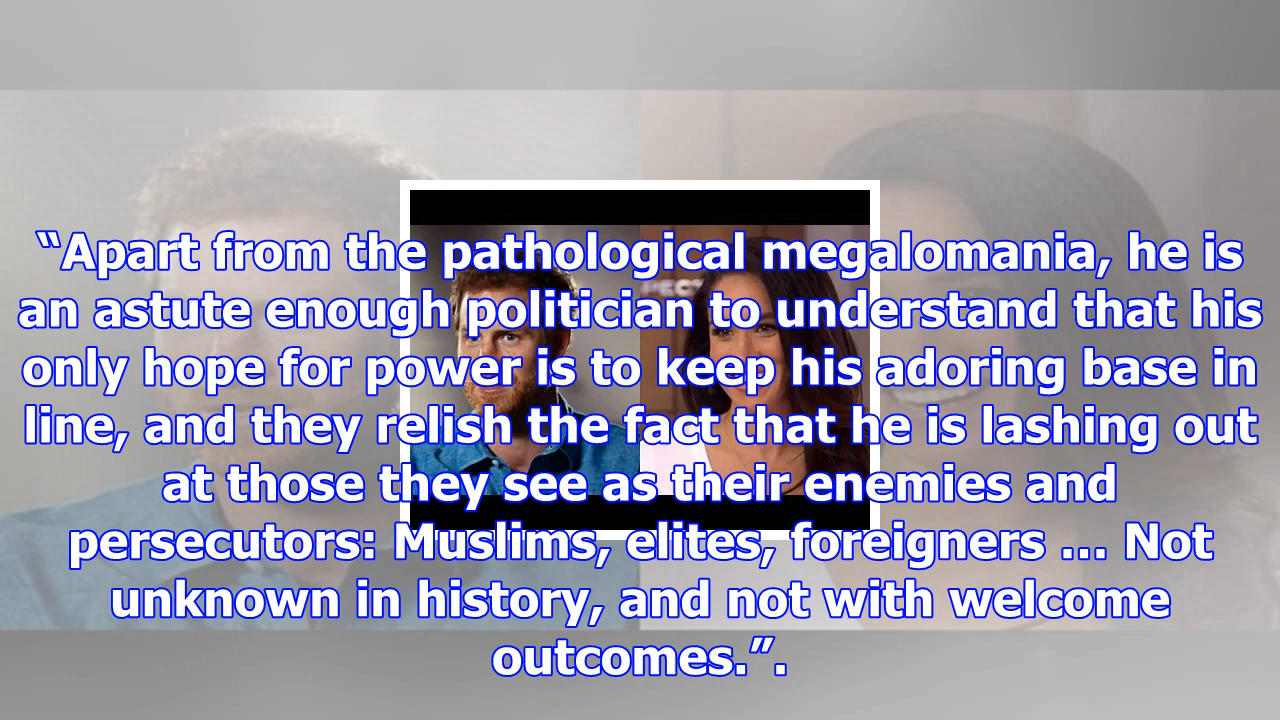 “Apart from the pathological megalomania, he is
an astute enough politician to understand that his
only hope for power is to keep his adoring base in
line, and they relish the fact that he is lashing out
at those they see as their enemies and
persecutors: Muslims, elites, foreigners ... Not
unknown in history, and not with welcome
outcomes.”.